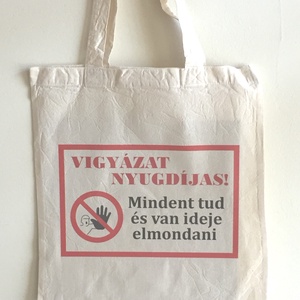 VIGYÁZAT
NYUGDÍJAS!
Mindent tud
és van ideje
elmondani